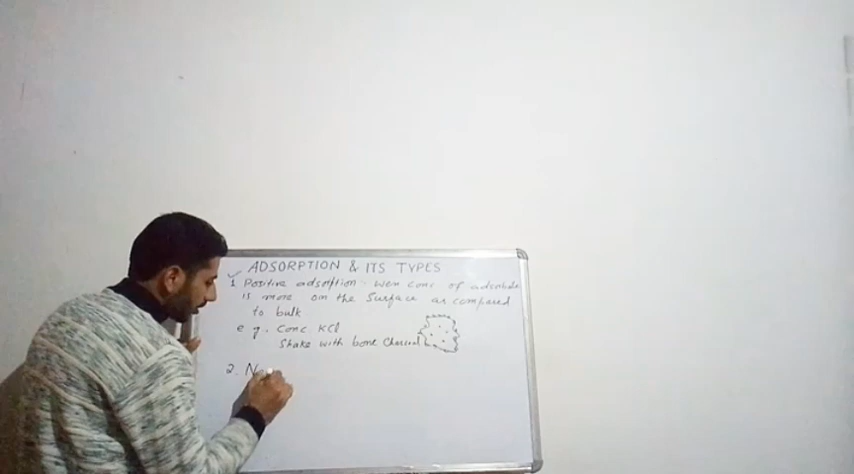 ADSORPTION & ITS TYPES
1. Positive adsorption: wen conc of adsorbate
is more on the Surface as compared
to bulk
e g. Conc KCl
Shake with bone Charcoal
2. N